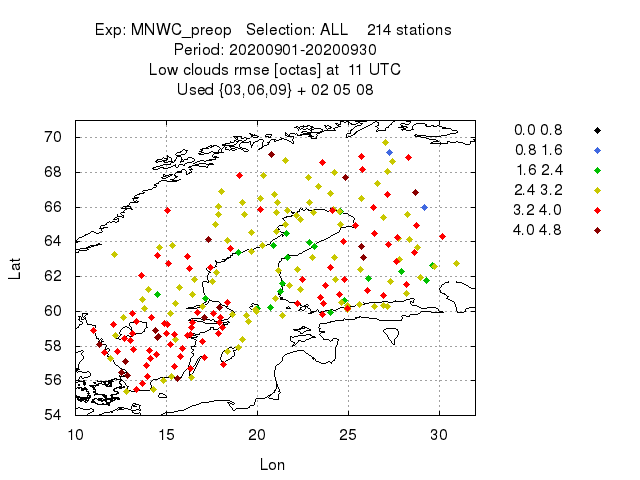 Exp: MNWC_preop   Selection: ALL    214 stations
Period: 20200901-20200930
Low clouds rmse [octas] at  11 UTC
Used {03,06,09} + 02 05 08
70
68
66
64
62
60
58
56
54
10 15 20 25 30
Lat
Lon
0.0 0.8
0.8 1.6
1.6 2.4
2.4 3.2
3.2 4.0
4.0 4.8